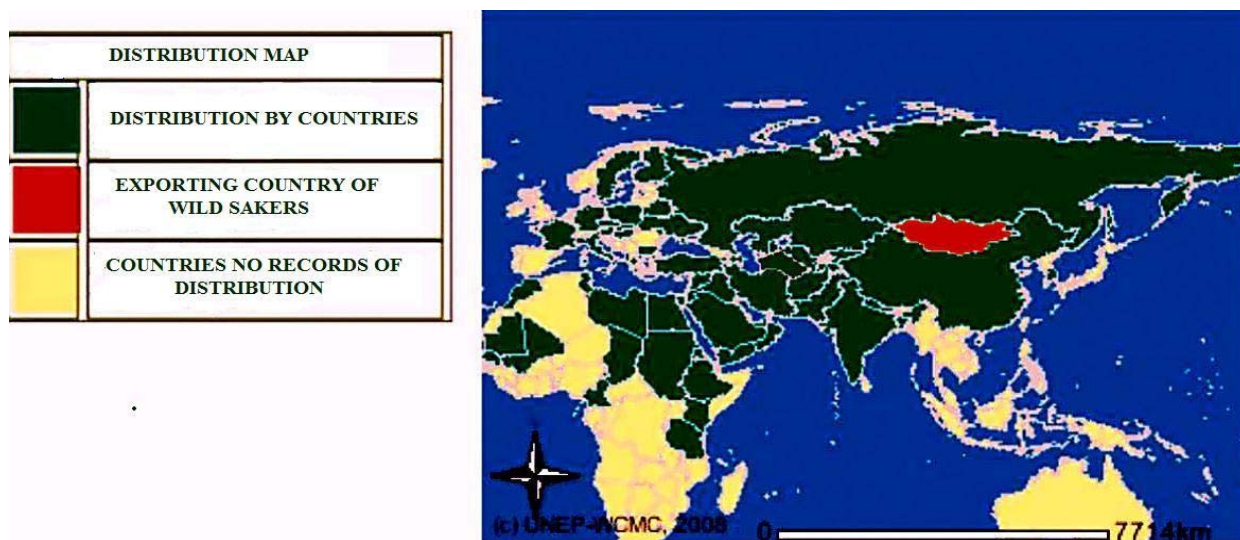 DISTRIBUTION MAP
DISTRIBUTION BY COUNTRIES
EXPORTING COUNTRY OF
WILD SAKERS
COUNTRIES NO RECORDS OF
DISTRIBUTION
(c) UNEP-WCMC, 2008
0
7714km